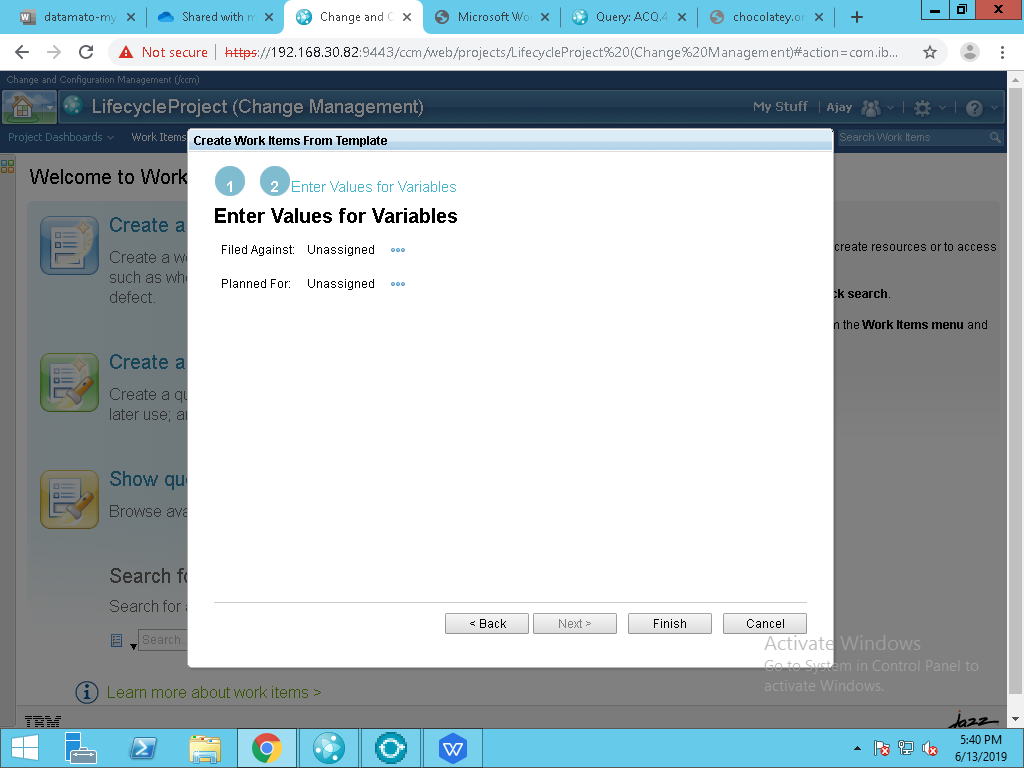 datamato-my
Shared with m
Change and C
Microsoft Wo
Query: ACQ.4
chocolatey.or
Not secure
https://192.168.30.82:9443/ccm/web/projects/LifecycleProject%20(Change%20Management)#action=com.ib...
Change and Configuration Management (/ccm)
LifecycleProject (Change Management)
My Stuff
Ajay
Project Dashboards
Work Items
Search Work Items
Create Work Items From Template
Welcome to Work
1
2
Enter Values for Variables
Enter Values for Variables
Filed Against: Unassigned
Planned For: Unassigned
Create a
Create a wo
such as whe
defect.
create resources or to access
ck search.
m the Work Items menu and
Create a
Create a qu
later use; an
Show que
Browse ava
Search fo
Search for a
Search...
< Back
Next >
Finish
Cancel
Activate Windows
Go to System in Control Panel to
activate Windows.
Learn more about work items >
IBM
Jazz
5:40 PM
6/13/2019